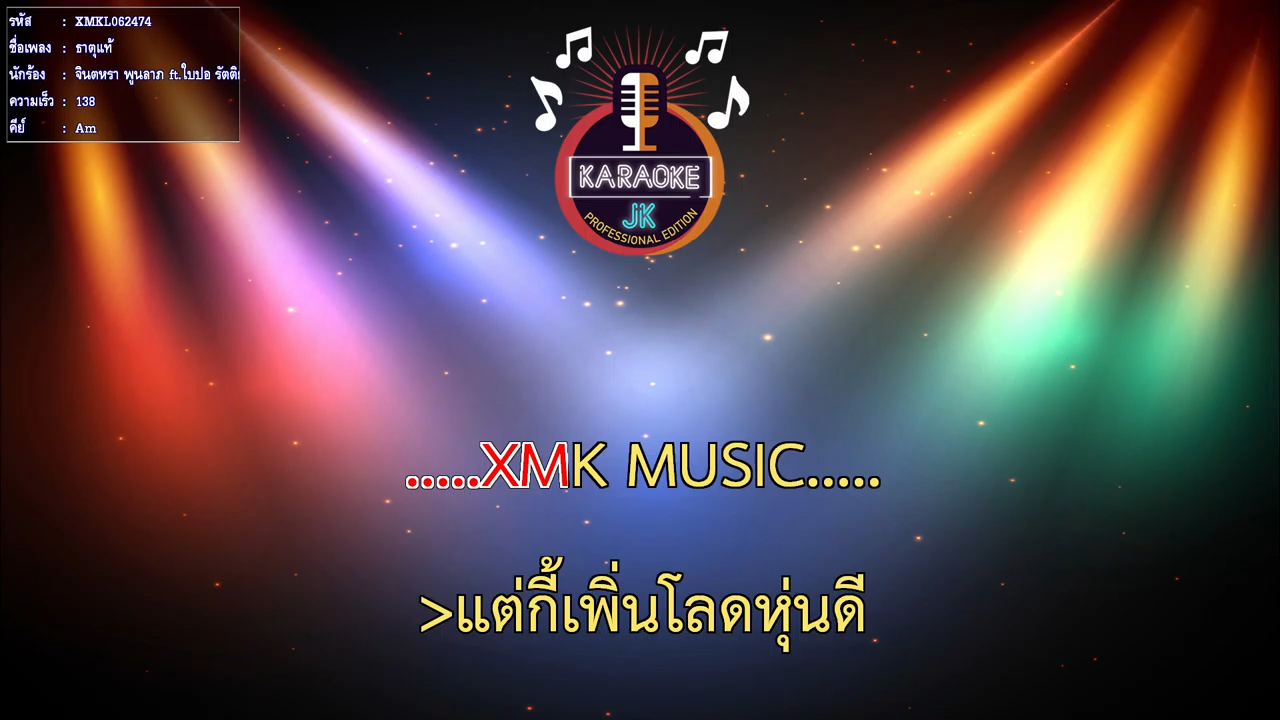 รหัส : XMKL062474
ชื่อเพลง : ธาตุแท้
นักร้อง : จินตหรา พูนลาภ ft.ใบปอ รัตติ
ความเร็ว : 138
คีย์ : Am
KARAOKE
JK
PROFESSIONAL EDITION
.....XMK MUSIC.....
>แต่กี้เพิ่นโลดหุ่นดี